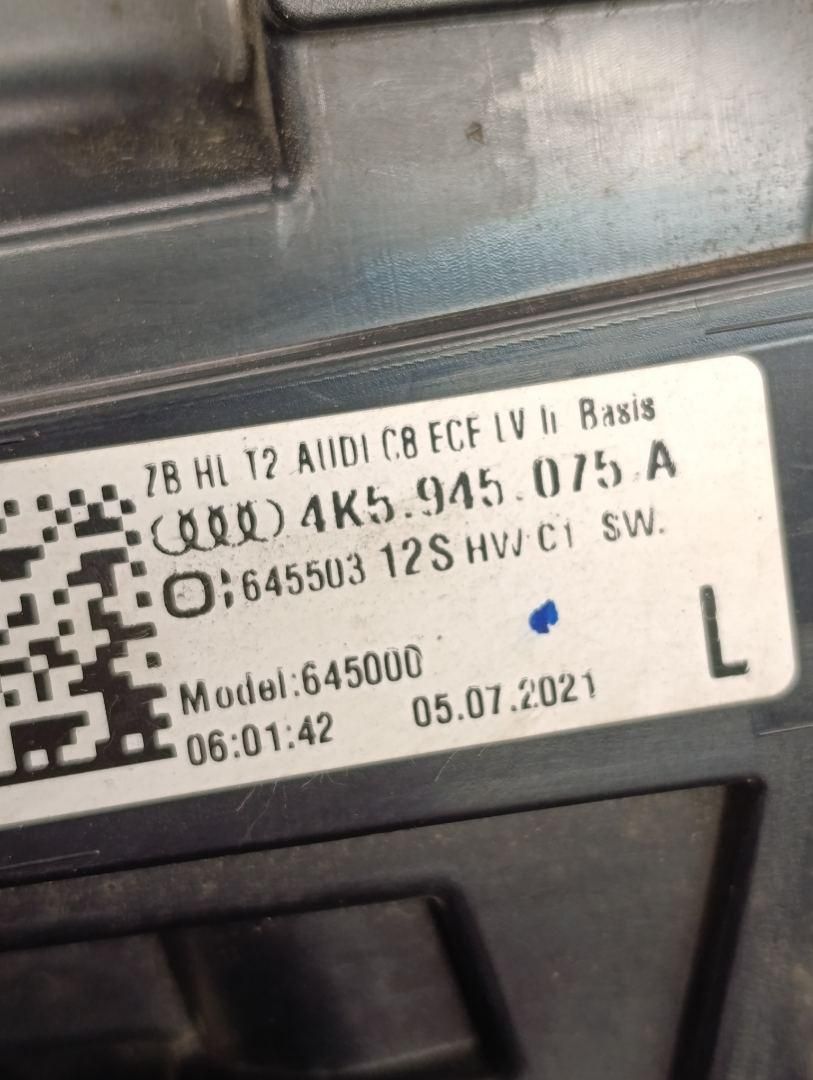 ZB HL T2 AUDI C8 ECE LV li Basis
4K5.945.075.A
645503 12S HW:C1 SW.
Model:645000
06:01:42 05.07.2021
L